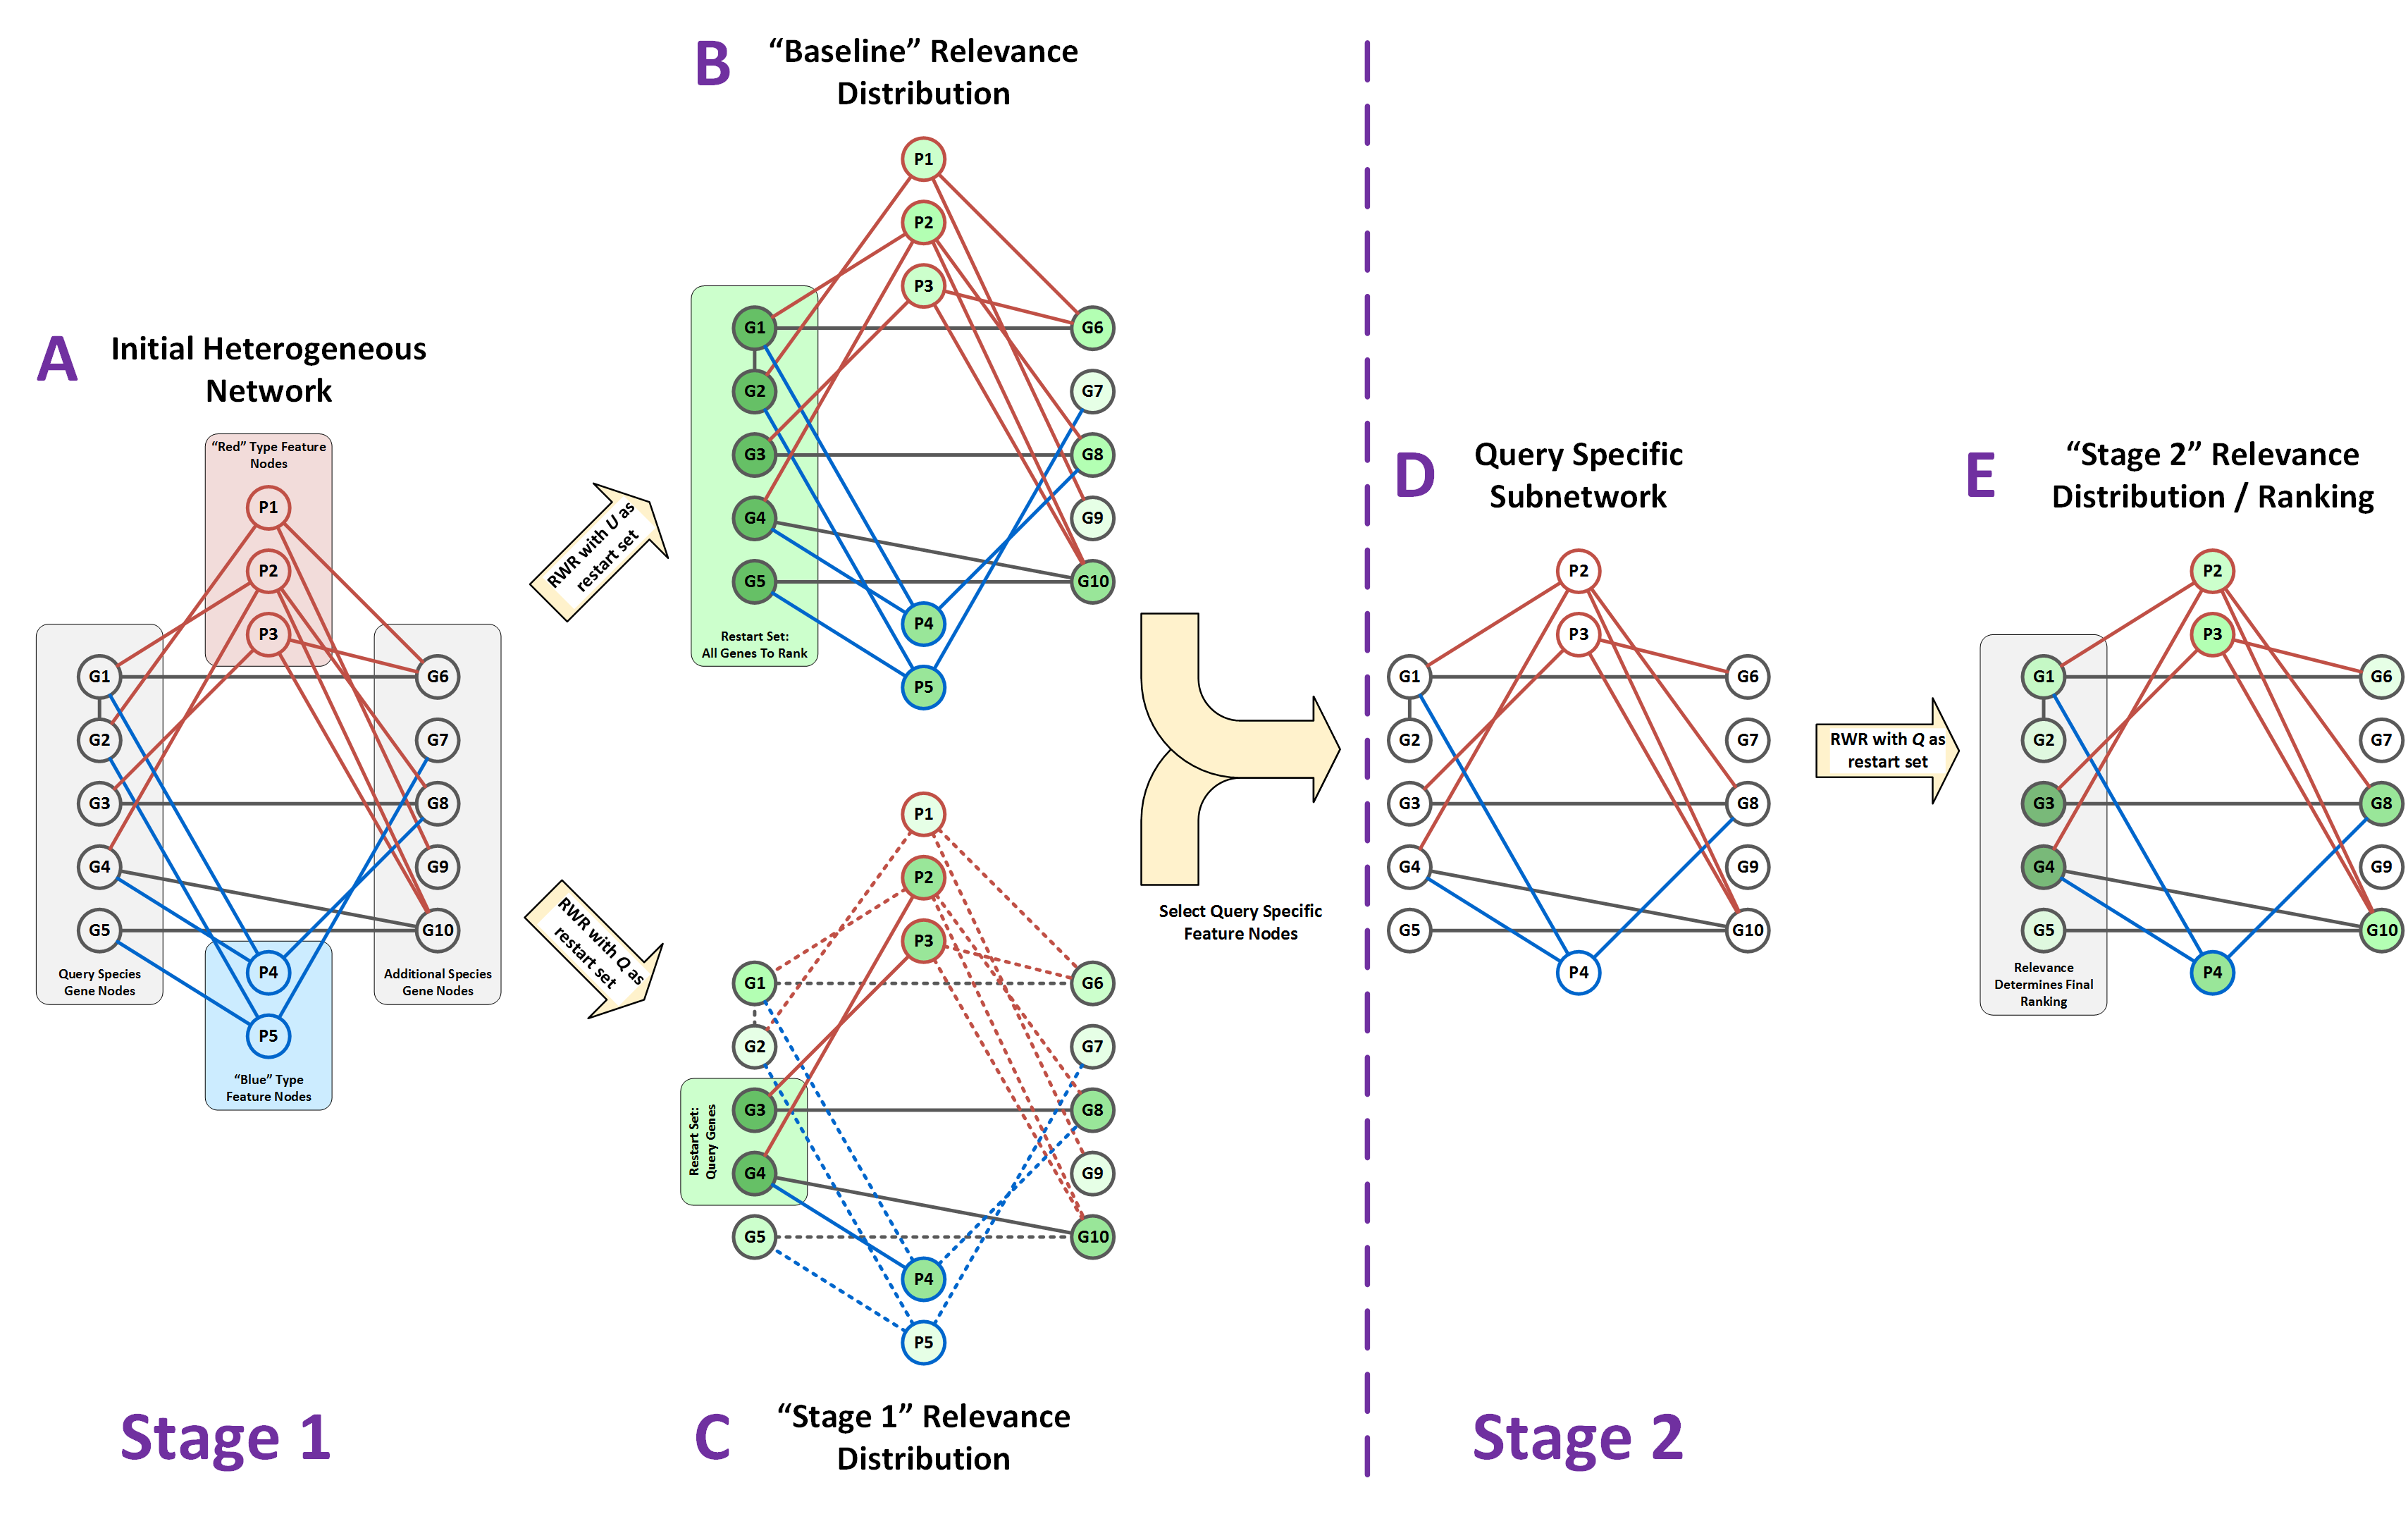 A
Initial Heterogeneous
Network
“Red” Type Feature
Nodes
P1
P2
P3
G1
G2
G3
G4
G5
Query Species
Gene Nodes
G6
G7
G8
G9
G10
Additional Species
Gene Nodes
P4
P5
“Blue” Type
Feature Nodes
Stage 1
RWR with U as
restart set
RWR with Q as
restart set
B
“Baseline” Relevance
Distribution
P1
P2
P3
G1
G2
G3
G4
G5
Restart Set:
All Genes To Rank
G6
G7
G8
G9
G10
P4
P5
P1
P2
P3
G1
G2
G3
G4
G5
Restart Set:
Query Genes
G6
G7
G8
G9
G10
P4
P5
C
“Stage 1” Relevance
Distribution
Select Query Specific
Feature Nodes
D
Query Specific
Subnetwork
P2
P3
G1
G2
G3
G4
G5
G6
G7
G8
G9
G10
P4
Stage 2
RWR with Q as
restart set
E
“Stage 2” Relevance
Distribution / Ranking
P2
P3
G1
G2
G3
G4
G5
Relevance
Determines Final
Ranking
G6
G7
G8
G9
G10
P4